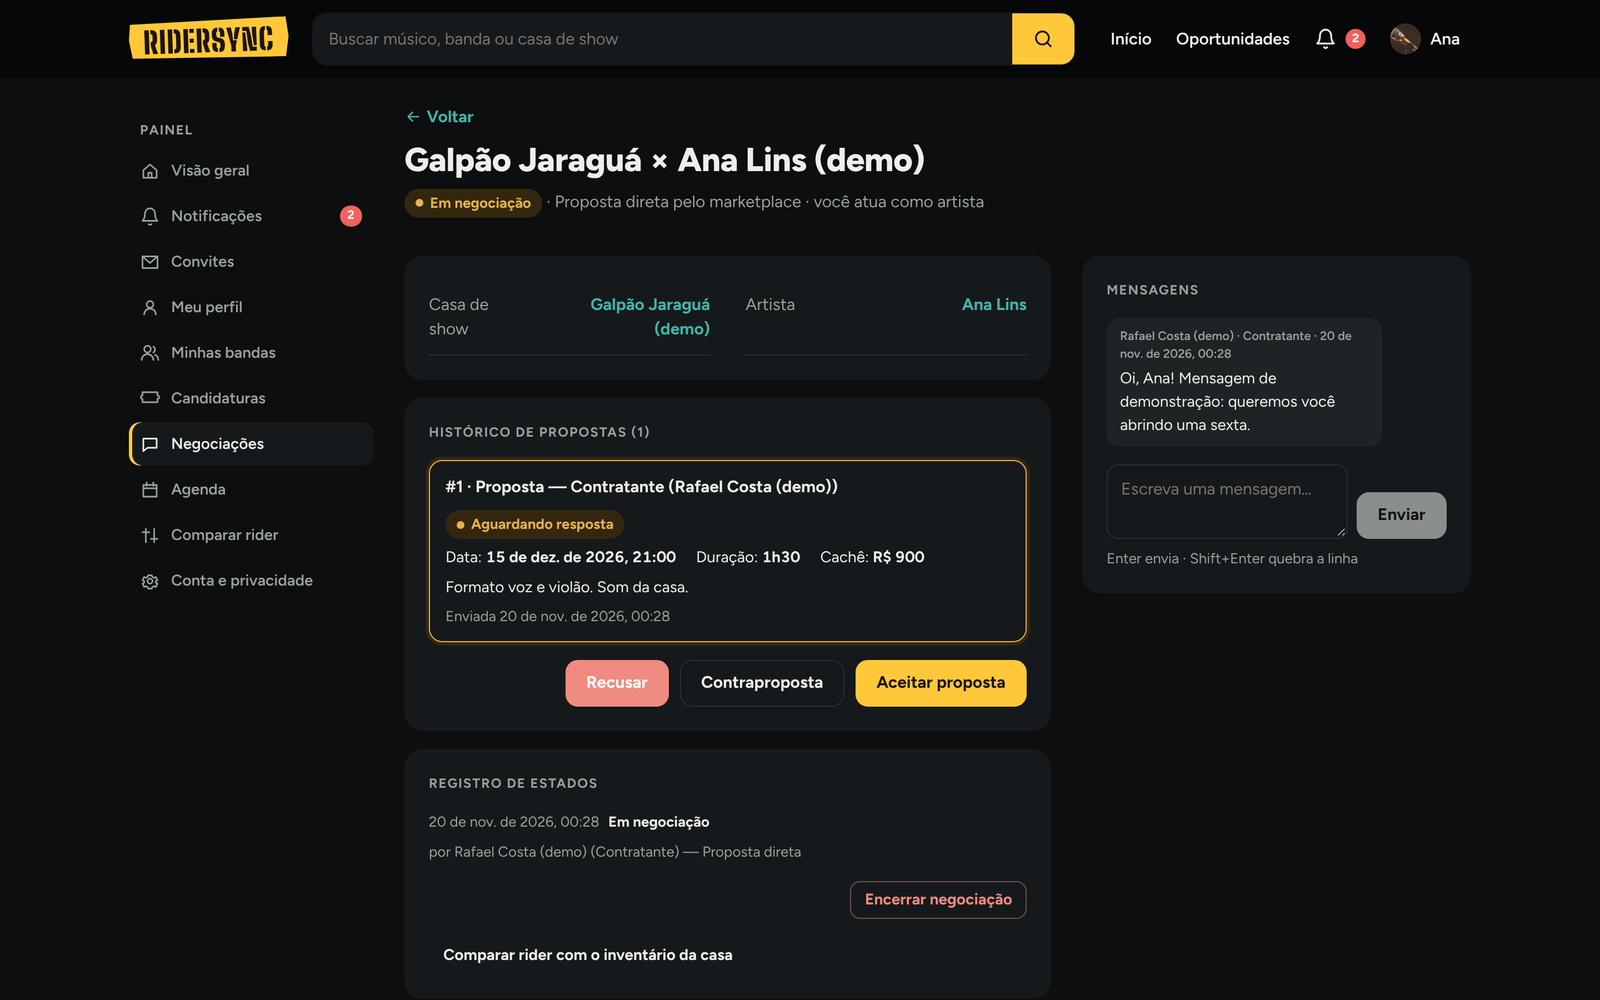 RIDERSYNC
Buscar músico, banda ou casa de show
Início
Oportunidades
2
Ana
PAINEL
Visão geral
Notificações
2
Convites
Meu perfil
Minhas bandas
Candidaturas
Negociações
Agenda
Comparar rider
Conta e privacidade
← Voltar
Galpão Jaraguá × Ana Lins (demo)
Em negociação · Proposta direta pelo marketplace · você atua como artista
Casa de
show
Galpão Jaraguá
(demo)
Artista
Ana Lins
HISTÓRICO DE PROPOSTAS (1)
#1 · Proposta — Contratante (Rafael Costa (demo))
Aguardando resposta
Data: 15 de dez. de 2026, 21:00 Duração: 1h30 Cachê: R$ 900
Formato voz e violão. Som da casa.
Enviada 20 de nov. de 2026, 00:28
Recusar
Contraproposta
Aceitar proposta
REGISTRO DE ESTADOS
20 de nov. de 2026, 00:28 Em negociação
por Rafael Costa (demo) (Contratante) — Proposta direta
Encerrar negociação
Comparar rider com o inventário da casa
MENSAGENS
Rafael Costa (demo) · Contratante · 20 de
nov. de 2026, 00:28
Oi, Ana! Mensagem de
demonstração: queremos você
abrindo uma sexta.
Escreva uma mensagem...
Enviar
Enter envia · Shift+Enter quebra a linha